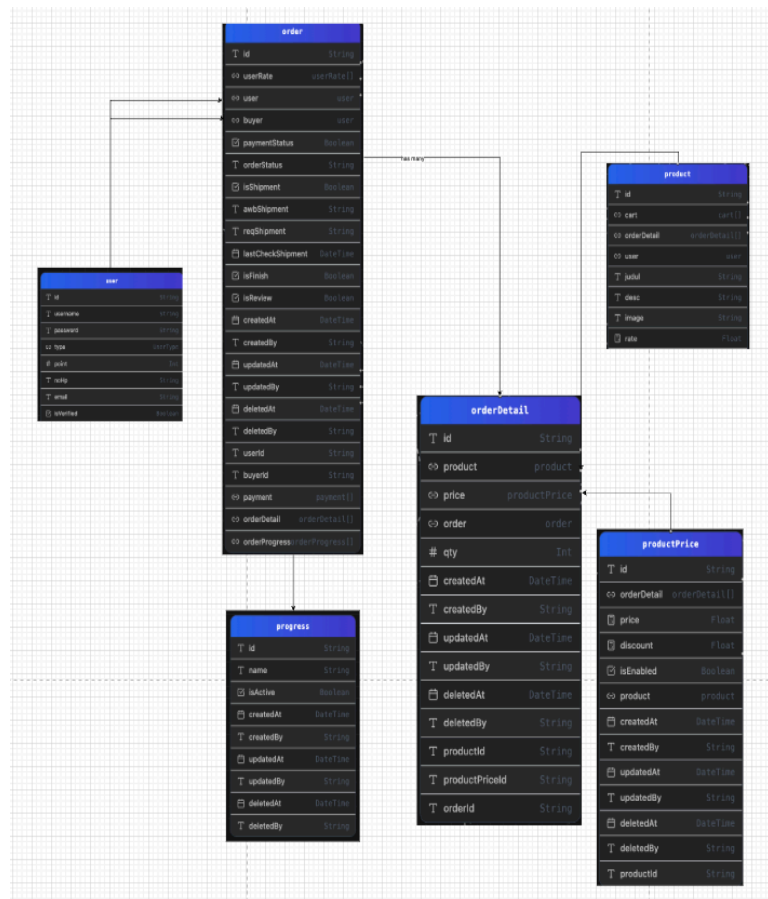 order
id String
userRate userRate[]
user user
buyer user
paymentStatus Boolean
orderStatus String
isShipment Boolean
awbShipment String
reqShipment String
lastCheckShipment DateTime
isFinish Boolean
isReview Boolean
createdAt DateTime
createdBy String
updatedAt DateTime
updatedBy String
deletedAt DateTime
deletedBy String
userId String
buyerId String
payment payment[]
orderDetail orderDetail[]
orderProgress orderProgress[]
has many
product
id String
cart cart[]
orderDetail orderDetail[]
user user
judul String
desc String
image String
rate Float
user
id String
username String
password String
type
point Int
String
email String
isVerified Boolean
orderDetail
id String
product product
price productPrice
order order
qty Int
createdAt DateTime
createdBy String
updatedAt DateTime
updatedBy String
deletedAt DateTime
deletedBy String
productId String
productPriceId String
orderId String
productPrice
id String
orderDetail orderDetail[]
price Float
discount Float
isEnabled Boolean
product product
createdAt DateTime
createdBy String
updatedAt DateTime
updatedBy String
deletedAt DateTime
deletedBy String
productId String
progress
id String
name String
isActive Boolean
createdAt DateTime
createdBy String
updatedAt DateTime
updatedBy String
deletedAt DateTime
deletedBy String